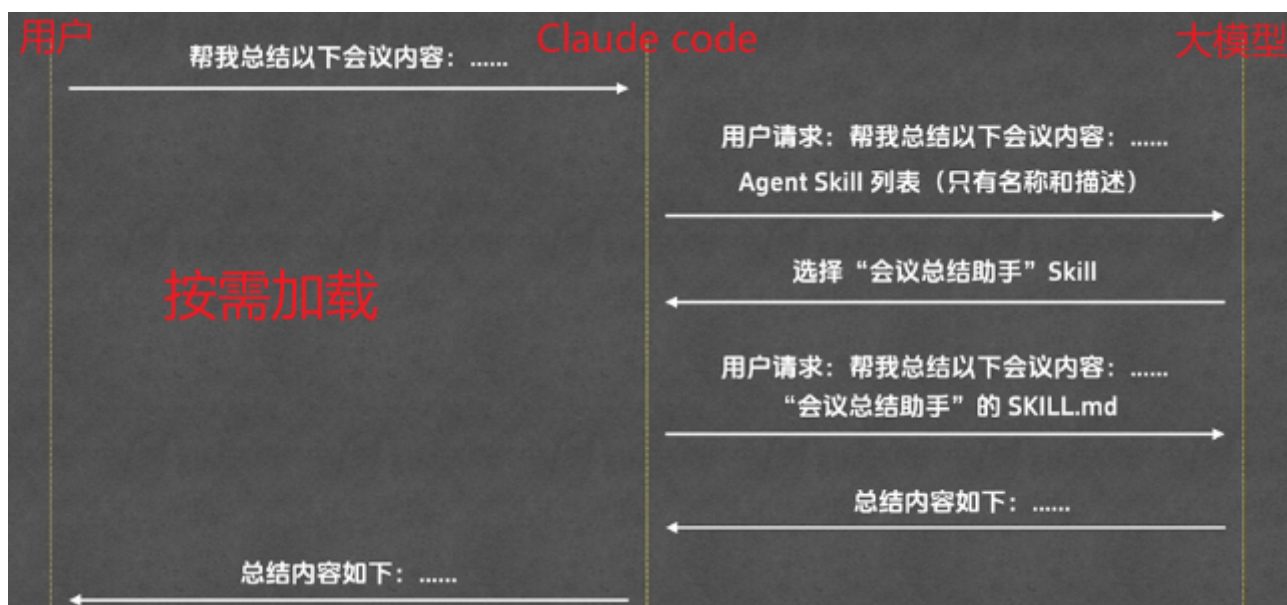 用户
Claude code
大模型
帮我总结以下会议内容：......
用户请求：帮我总结以下会议内容：......
Agent Skill 列表（只有名称和描述）
选择“会议总结助手” Skill
按需加载
用户请求：帮我总结以下会议内容：......
“会议总结助手” 的 SKILL.md
总结内容如下：......
总结内容如下：......